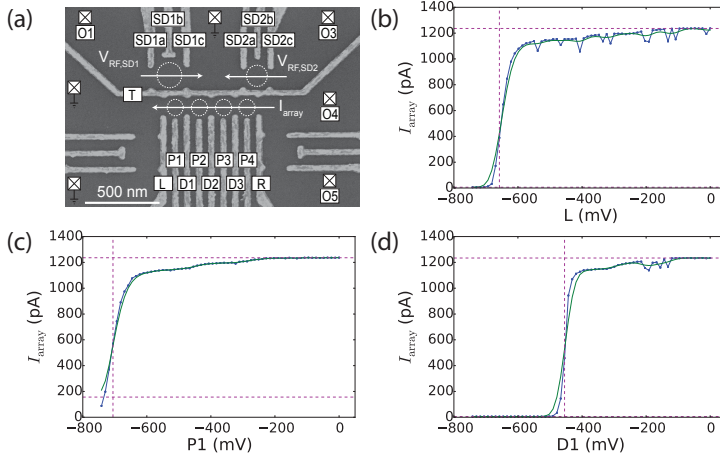 (a)
SD1b
SD2b
O1
O3
SD1a
SD1c
SD2a
SD2c
V_RF,SD1
V_RF,SD2
T
I_array
O4
P1
P2
P3
P4
L
D1
D2
D3
R
500 nm
O5
(b)
1400
1200
1000
800
600
400
200
0
I_array (pA)
−800
−600
−400
−200
0
L (mV)
(c)
1400
1200
1000
800
600
400
200
0
I_array (pA)
−800
−600
−400
−200
0
P1 (mV)
(d)
1400
1200
1000
800
600
400
200
0
I_array (pA)
−800
−600
−400
−200
0
D1 (mV)